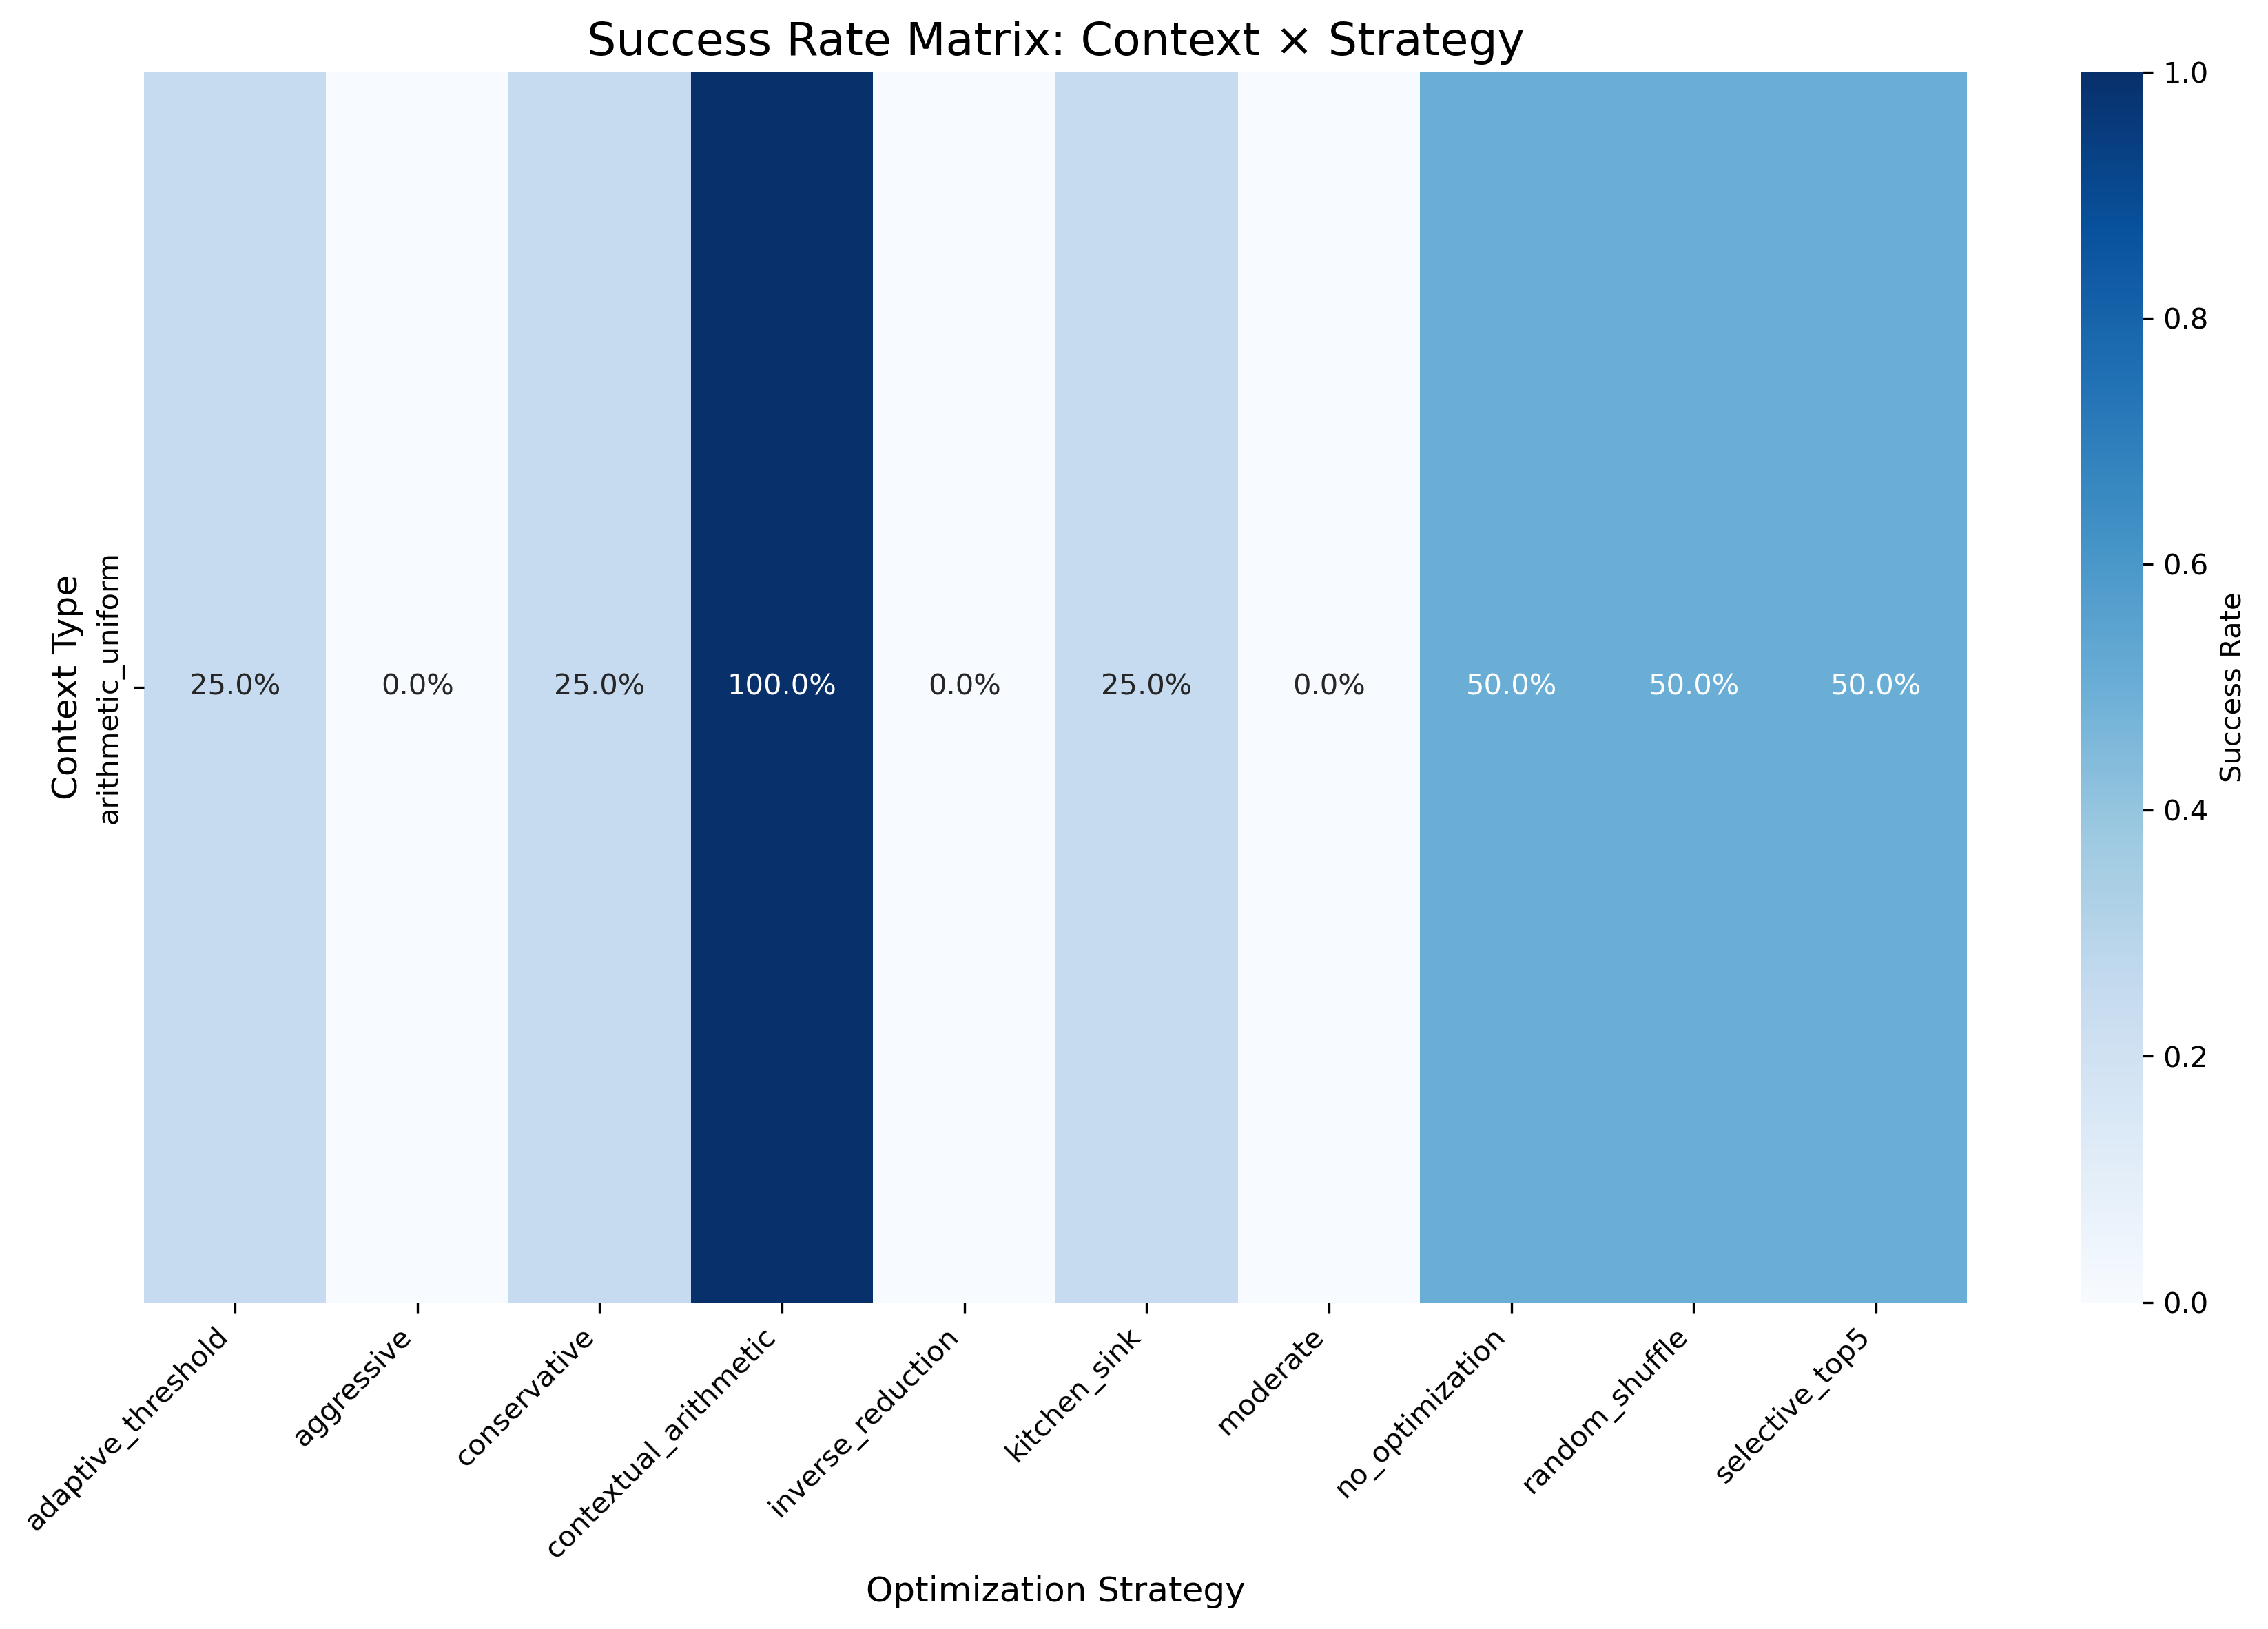 Success Rate Matrix: Context × Strategy
Context Type
arithmetic_uniform
25.0%
0.0%
25.0%
100.0%
0.0%
25.0%
0.0%
50.0%
50.0%
50.0%
adaptive_threshold
aggressive
conservative
contextual_arithmetic
inverse_reduction
kitchen_sink
moderate
no_optimization
random_shuffle
selective_top5
Optimization Strategy
1.0
0.8
0.6
0.4
0.2
0.0
Success Rate